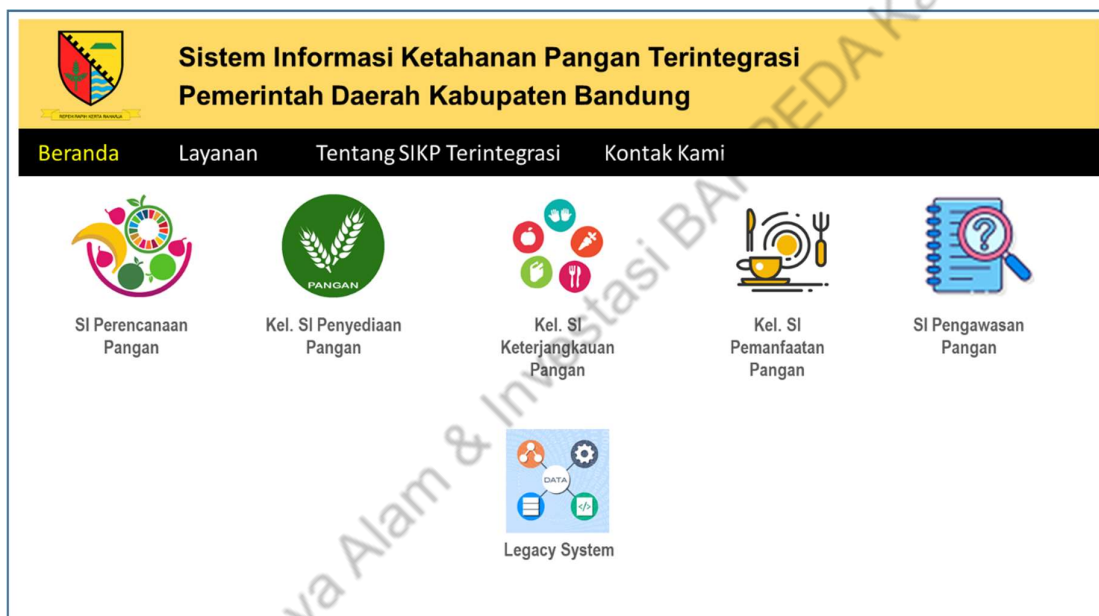 Sistem Informasi Ketahanan Pangan Terintegrasi
Pemerintah Daerah Kabupaten Bandung
Beranda
Layanan
Tentang SIKP Terintegrasi
Kontak Kami
PANGAN
SI Perencanaan
Pangan
Kel. SI Penyediaan
Pangan
Kel. SI
Keterjangkauan
Pangan
Kel. SI
Pemanfaatan
Pangan
SI Pengawasan
Pangan
DATA
Legacy System
Alam & Investasi